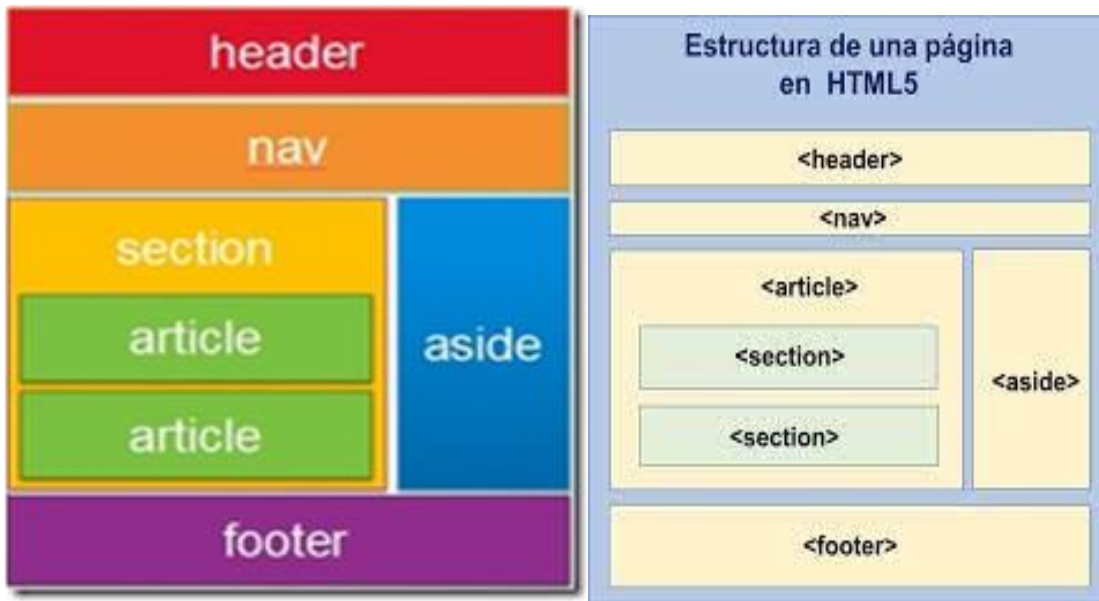 header
nav
section
article
article
aside
footer
Estructura de una página
en HTML5
<header>
<nav>
<article>
<section>
<section>
<aside>
<footer>